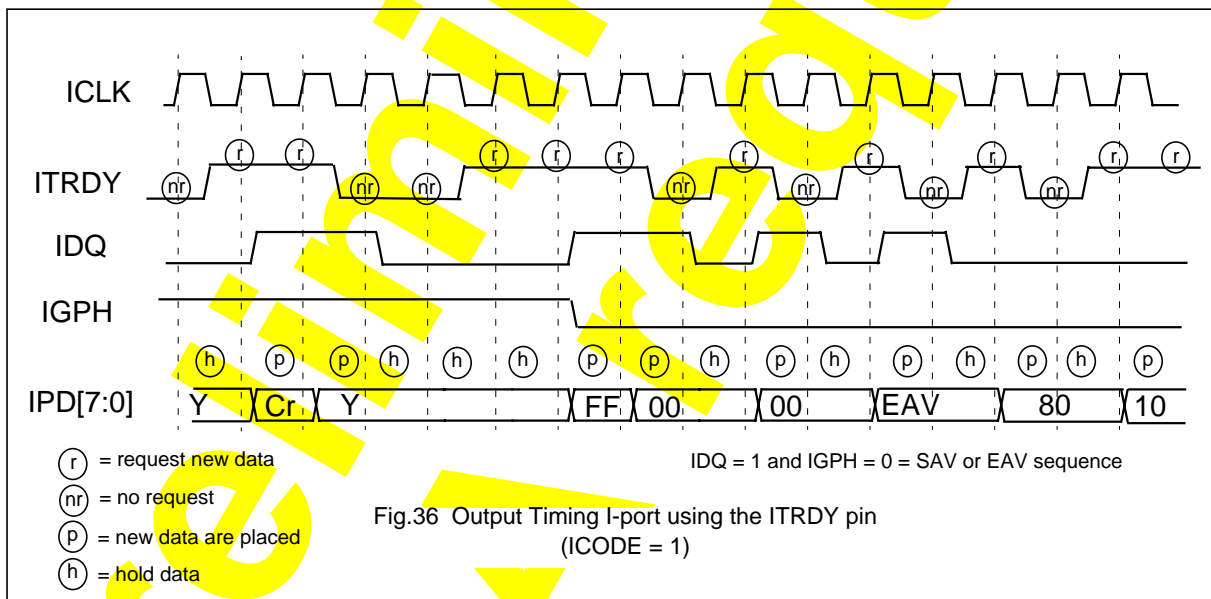 ICLK
r r r r r r r r r r
ITRDY
nr nr nr nr nr nr nr
IDQ
IGPH
h p p h h h p p h p h p h p h p
IPD[7:0] Y Cr Y FF 00 00 EAV 80 10
r = request new data
IDQ = 1 and IGPH = 0 = SAV or EAV sequence
nr = no request
Fig.36 Output Timing I-port using the ITRDY pin
p = new data are placed
(ICODE = 1)
h = hold data